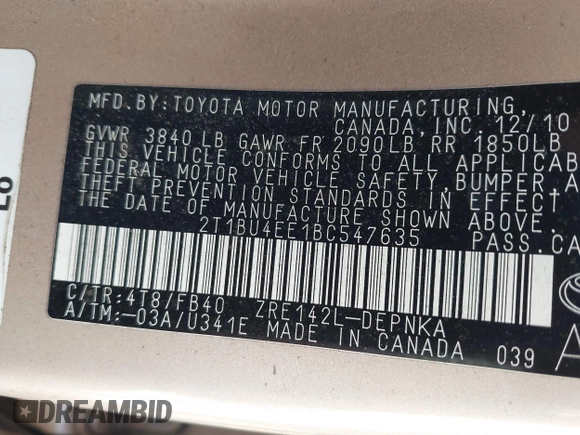 MFD. BY: TOYOTA MOTOR MANUFACTURING,
CANADA, INC. 12/10
GVWR 3840 LB GAWR FR 2090LB RR 1850LB
THIS VEHICLE CONFORMS TO ALL APPLICAB
FEDERAL MOTOR VEHICLE SAFETY, BUMPER, A
THEFT PREVENTION STANDARDS IN EFFECT
THE DATE OF MANUFACTURE SHOWN ABOVE.
2T1BU4EE1BC547635 PASS.CA
C/TR:4T8/FB40 ZRE142L-DEPNKA
A/TM:-03A/U341E MADE IN CANADA 039
DREAMBID